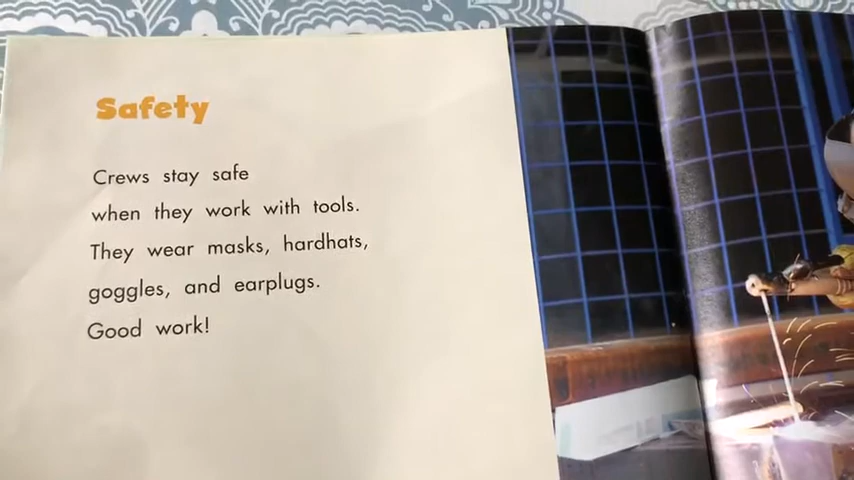 Safety
Crews stay safe
when they work with tools.
They wear masks, hardhats,
goggles, and earplugs.
Good work!